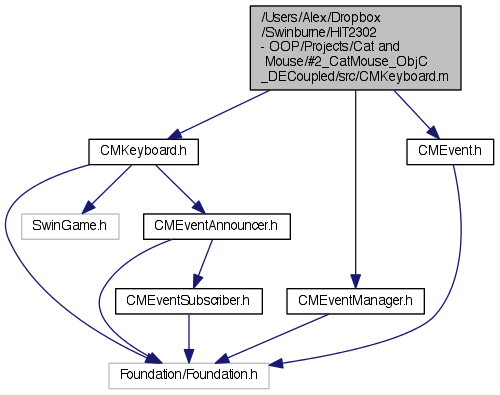 /Users/Alex/Dropbox
/Swinburne/HIT2302
- OOP/Projects/Cat and
Mouse/#2_CatMouse_ObjC
_DECoupled/src/CMKeyboard.m
CMKeyboard.h
CMEvent.h
SwinGame.h
CMEventAnnouncer.h
CMEventSubscriber.h
CMEventManager.h
Foundation/Foundation.h